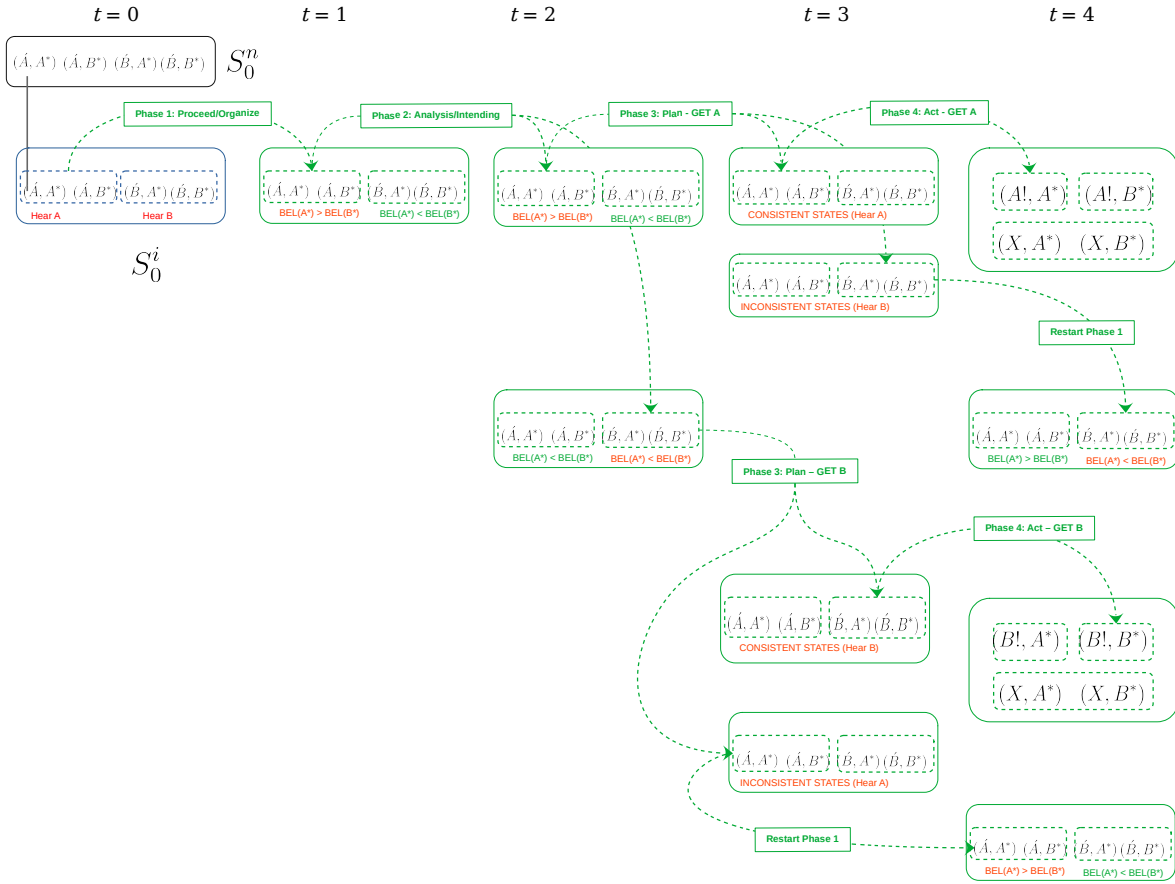 t = 0 t = 1 t = 2 t = 3 t = 4
(Á, A*) (Á, B*) (B́, A*) (B́, B*) S₀ⁿ
Phase 1: Proceed/Organize
Phase 2: Analysis/Intending
Phase 3: Plan - GET A
Phase 4: Act - GET A
(Á, A*) (Á, B*) (B́, A*) (B́, B*)
Hear A Hear B
S₀ⁱ
(Á, A*) (Á, B*) (B́, A*) (B́, B*)
BEL(A*) > BEL(B*) BEL(A*) < BEL(B*)
(Á, A*) (Á, B*) (B́, A*) (B́, B*)
BEL(A*) > BEL(B*) BEL(A*) < BEL(B*)
(Á, A*) (Á, B*) (B́, A*) (B́, B*)
CONSISTENT STATES (Hear A)
(A!, A*) (A!, B*)
(X, A*) (X, B*)
(Á, A*) (Á, B*) (B́, A*) (B́, B*)
INCONSISTENT STATES (Hear B)
Restart Phase 1
(Á, A*) (Á, B*) (B́, A*) (B́, B*)
BEL(A*) < BEL(B*) BEL(A*) < BEL(B*)
(Á, A*) (Á, B*) (B́, A*) (B́, B*)
BEL(A*) > BEL(B*) BEL(A*) < BEL(B*)
Phase 3: Plan – GET B
Phase 4: Act – GET B
(Á, A*) (Á, B*) (B́, A*) (B́, B*)
CONSISTENT STATES (Hear B)
(B!, A*) (B!, B*)
(X, A*) (X, B*)
(Á, A*) (Á, B*) (B́, A*) (B́, B*)
INCONSISTENT STATES (Hear A)
Restart Phase 1
(Á, A*) (Á, B*) (B́, A*) (B́, B*)
BEL(A*) > BEL(B*) BEL(A*) < BEL(B*)